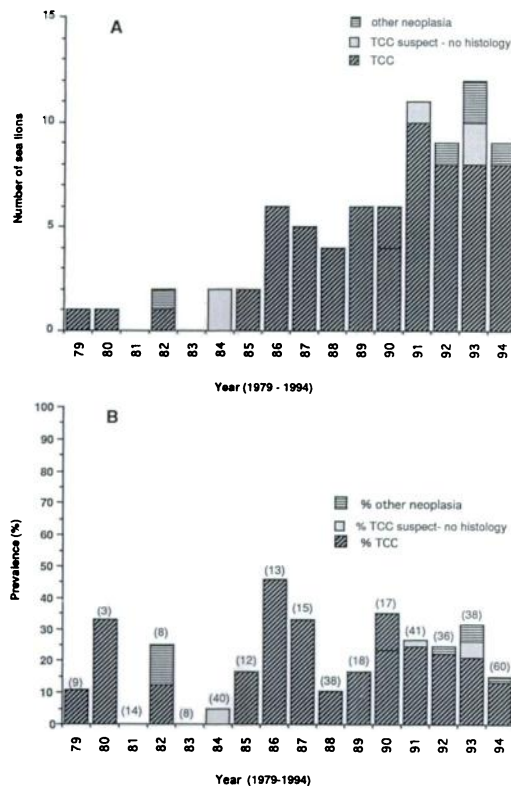 A
15
10
5
0
Number of sea lions
other neoplasia
TCC suspect - no histology
TCC
79 80 81 82 83 84 85 86 87 88 89 90 91 92 93 94
Year (1979 - 1994)
B
100
90
80
70
60
50
40
30
20
10
0
Prevalence (%)
% other neoplasia
% TCC suspect- no histology
% TCC
(9) (3) (14) (8) (8) (40) (12) (13) (15) (38) (18) (17) (41) (36) (38) (60)
79 80 81 82 83 84 85 86 87 88 89 90 91 92 93 94
Year (1979-1994)